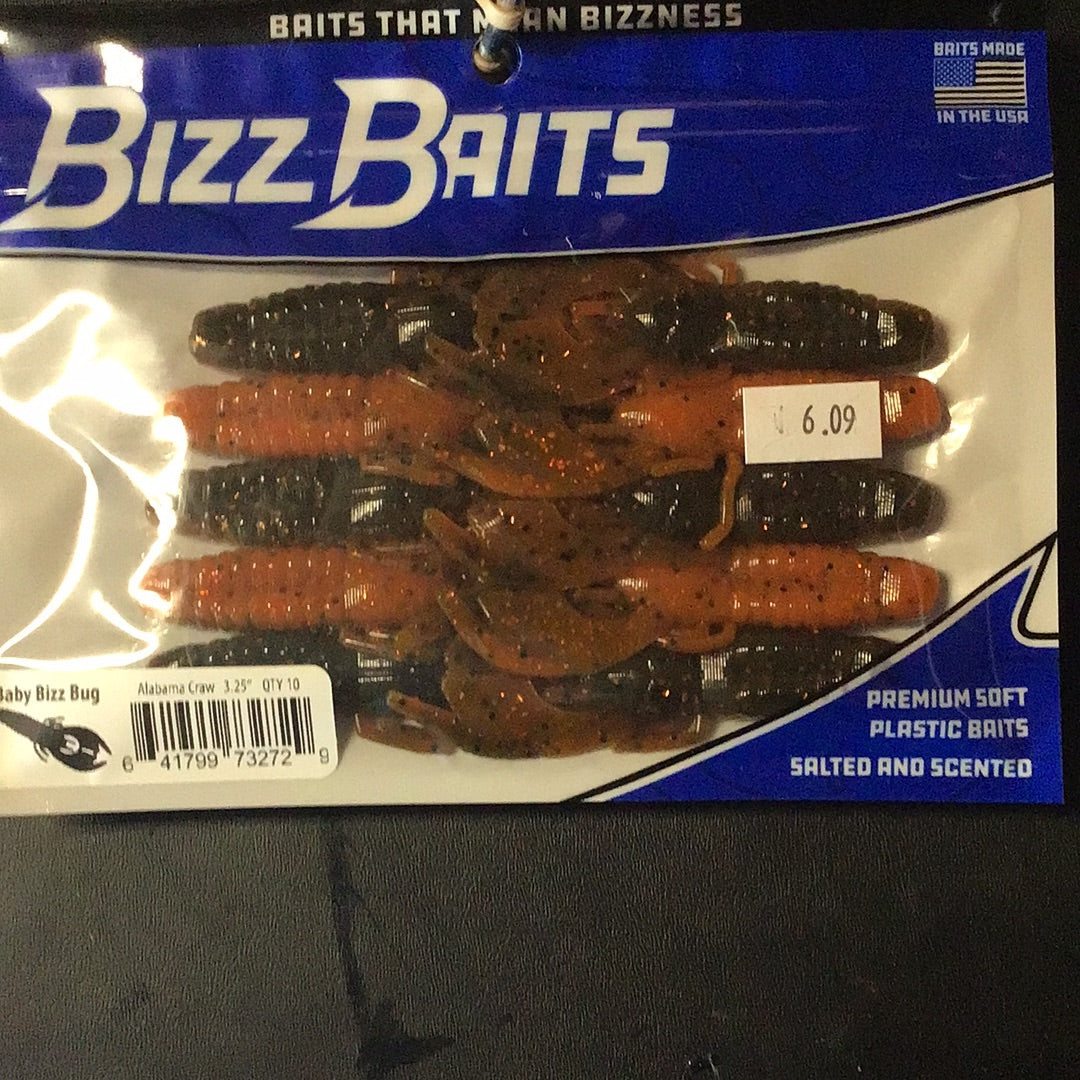 BAITS THAT MEAN BIZZNESS
BAITS MADE
IN THE USA
BIZZ BAITS
6.09
Baby Bizz Bug
Alabama Craw 3.25" QTY 10
6 41799 73272 9
PREMIUM SOFT
PLASTIC BAITS
SALTED AND SCENTED